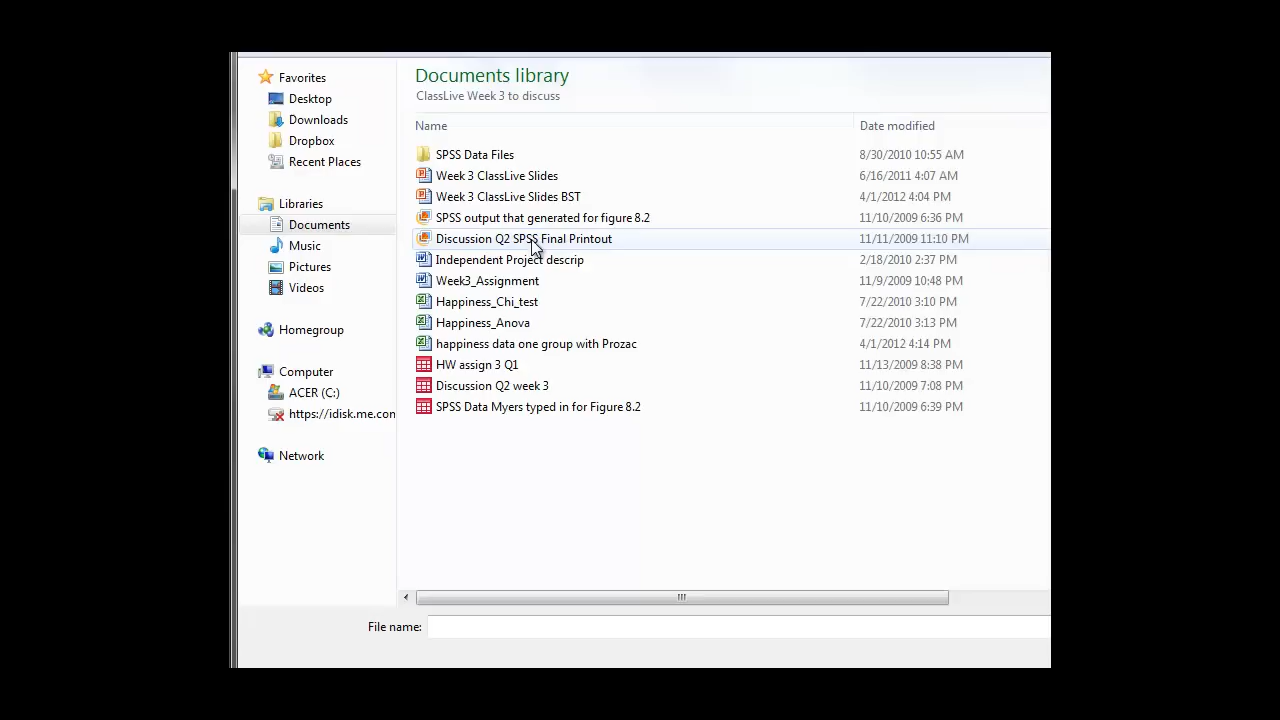 Documents library
ClassLive Week 3 to discuss
Name Date modified
Favorites
Desktop
Downloads
Dropbox
Recent Places
Libraries
Documents
Music
Pictures
Videos
Homegroup
Computer
ACER (C:)
https://idisk.me.con
Network
SPSS Data Files 8/30/2010 10:55 AM
Week 3 ClassLive Slides 6/16/2011 4:07 AM
Week 3 ClassLive Slides BST 4/1/2012 4:04 PM
SPSS output that generated for figure 8.2 11/10/2009 6:36 PM
Discussion Q2 SPSS Final Printout 11/11/2009 11:10 PM
Independent Project descrip 2/18/2010 2:37 PM
Week3_Assignment 11/9/2009 10:48 PM
Happiness_Chi_test 7/22/2010 3:10 PM
Happiness_Anova 7/22/2010 3:13 PM
happiness data one group with Prozac 4/1/2012 4:14 PM
HW assign 3 Q1 11/13/2009 8:38 PM
Discussion Q2 week 3 11/10/2009 7:08 PM
SPSS Data Myers typed in for Figure 8.2 11/10/2009 6:39 PM
File name: